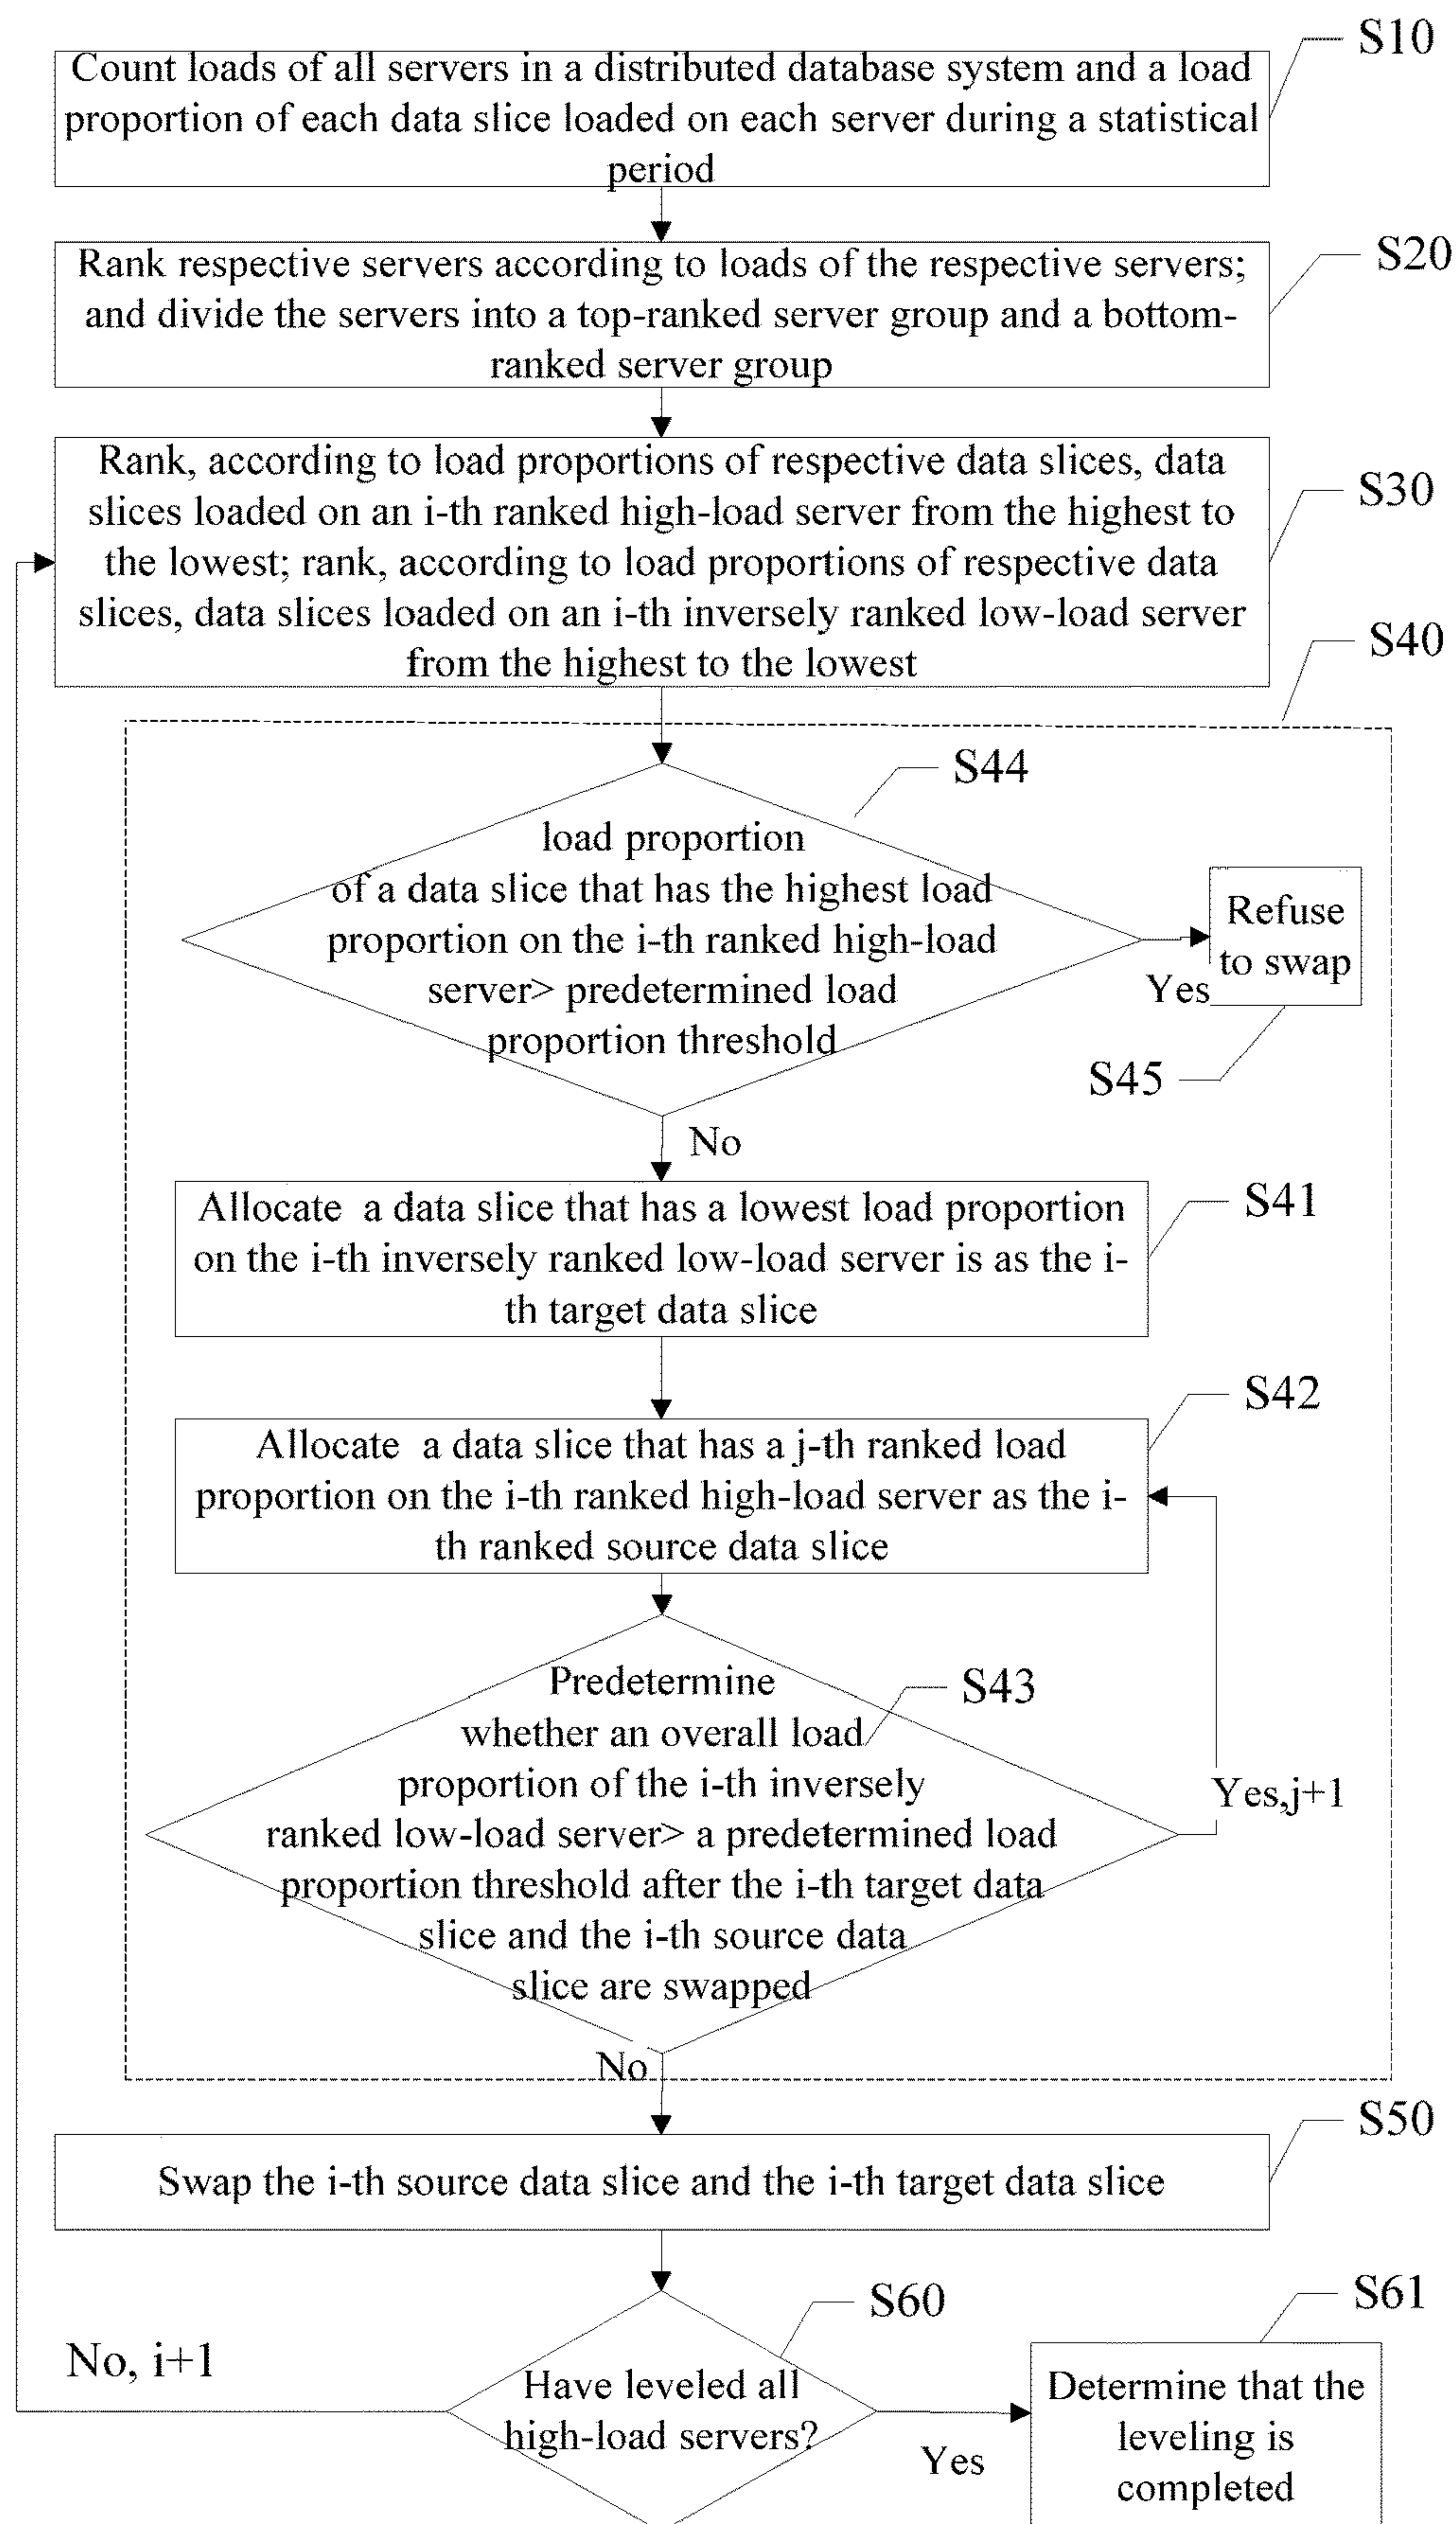 S10
Count loads of all servers in a distributed database system and a load
proportion of each data slice loaded on each server during a statistical
period
S20
Rank respective servers according to loads of the respective servers;
and divide the servers into a top-ranked server group and a bottom-
ranked server group
S30
Rank, according to load proportions of respective data slices, data
slices loaded on an i-th ranked high-load server from the highest to
the lowest; rank, according to load proportions of respective data
slices, data slices loaded on an i-th inversely ranked low-load server
from the highest to the lowest
S40
S44
load proportion
of a data slice that has the highest load
proportion on the i-th ranked high-load
server> predetermined load
proportion threshold
Yes
Refuse
to swap
S45
No
S41
Allocate a data slice that has a lowest load proportion
on the i-th inversely ranked low-load server is as the i-
th target data slice
S42
Allocate a data slice that has a j-th ranked load
proportion on the i-th ranked high-load server as the i-
th ranked source data slice
S43
Predetermine
whether an overall load
proportion of the i-th inversely
ranked low-load server> a predetermined load
proportion threshold after the i-th target data
slice and the i-th source data
slice are swapped
Yes,j+1
No
S50
Swap the i-th source data slice and the i-th target data slice
S60
Have leveled all
high-load servers?
No, i+1
Yes
S61
Determine that the
leveling is
completed